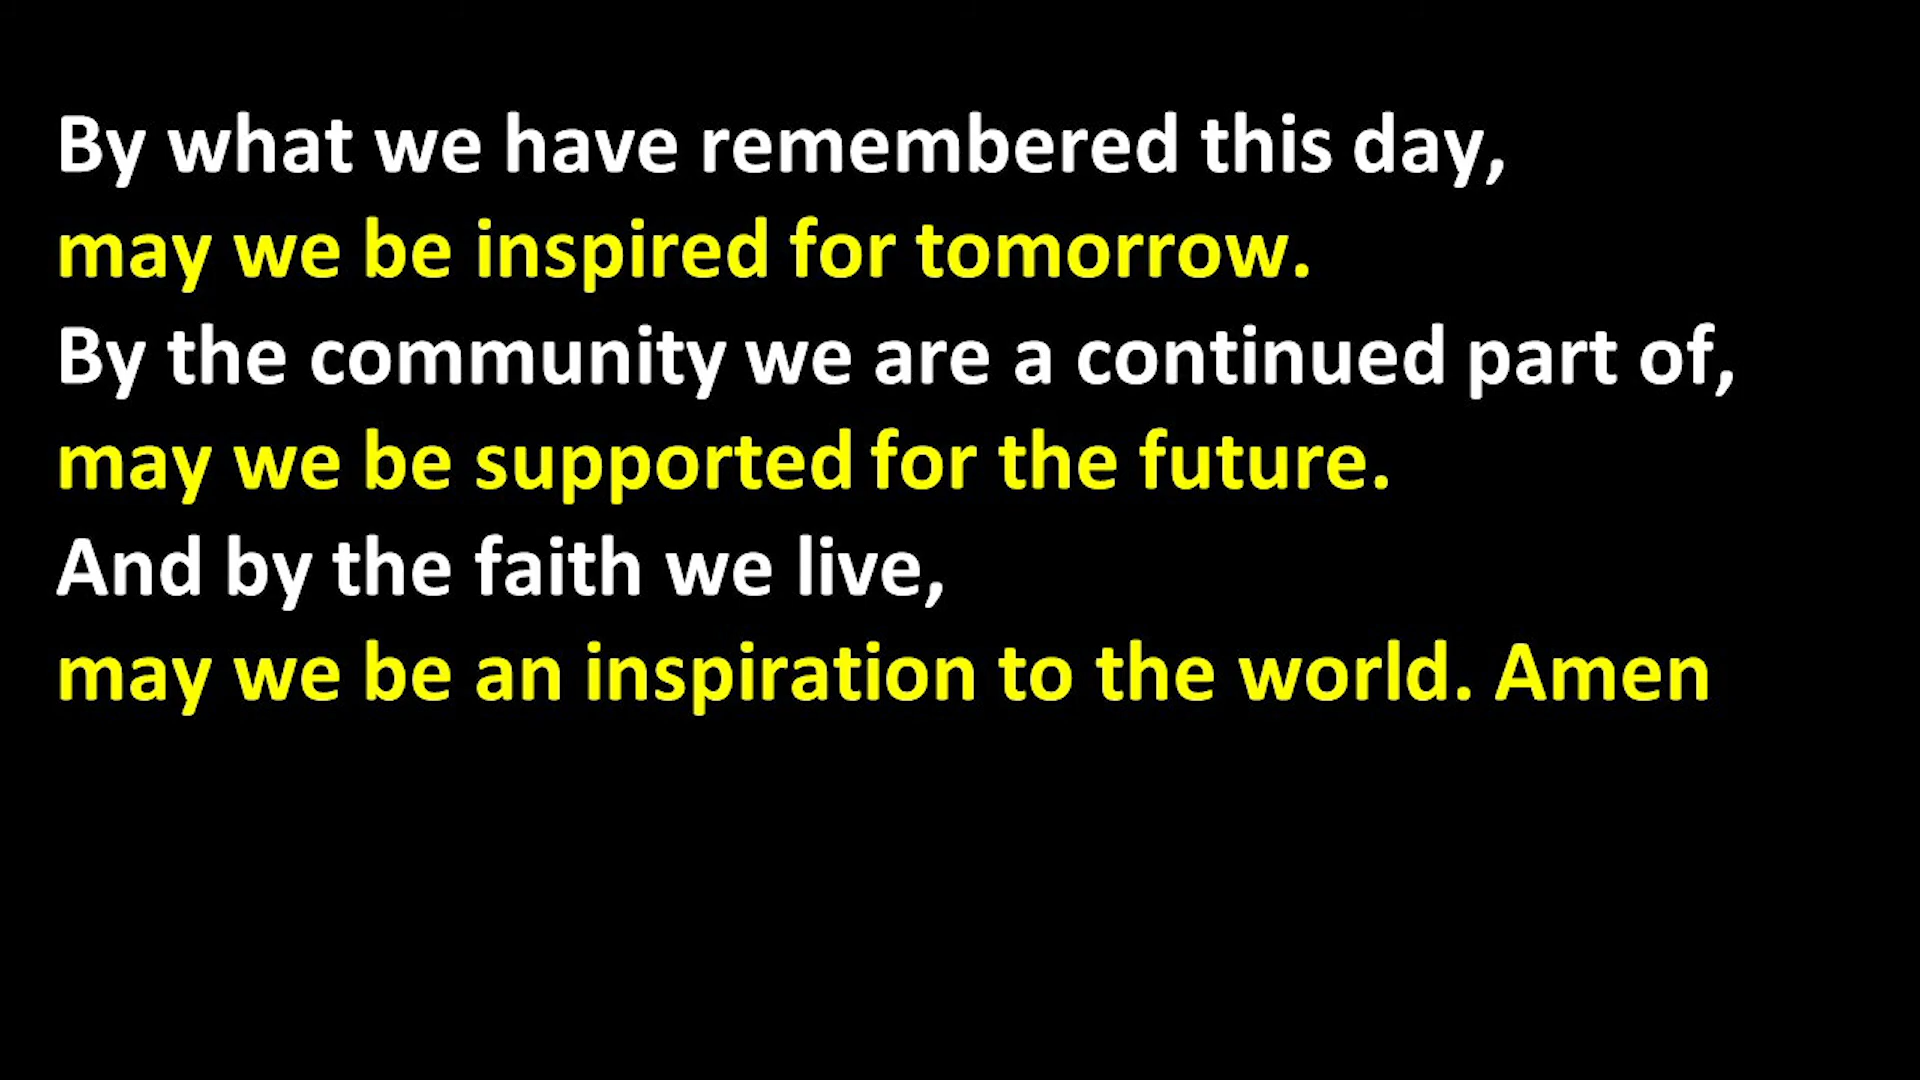 By what we have remembered this day,
may we be inspired for tomorrow.
By the community we are a continued part of,
may we be supported for the future.
And by the faith we live,
may we be an inspiration to the world. Amen